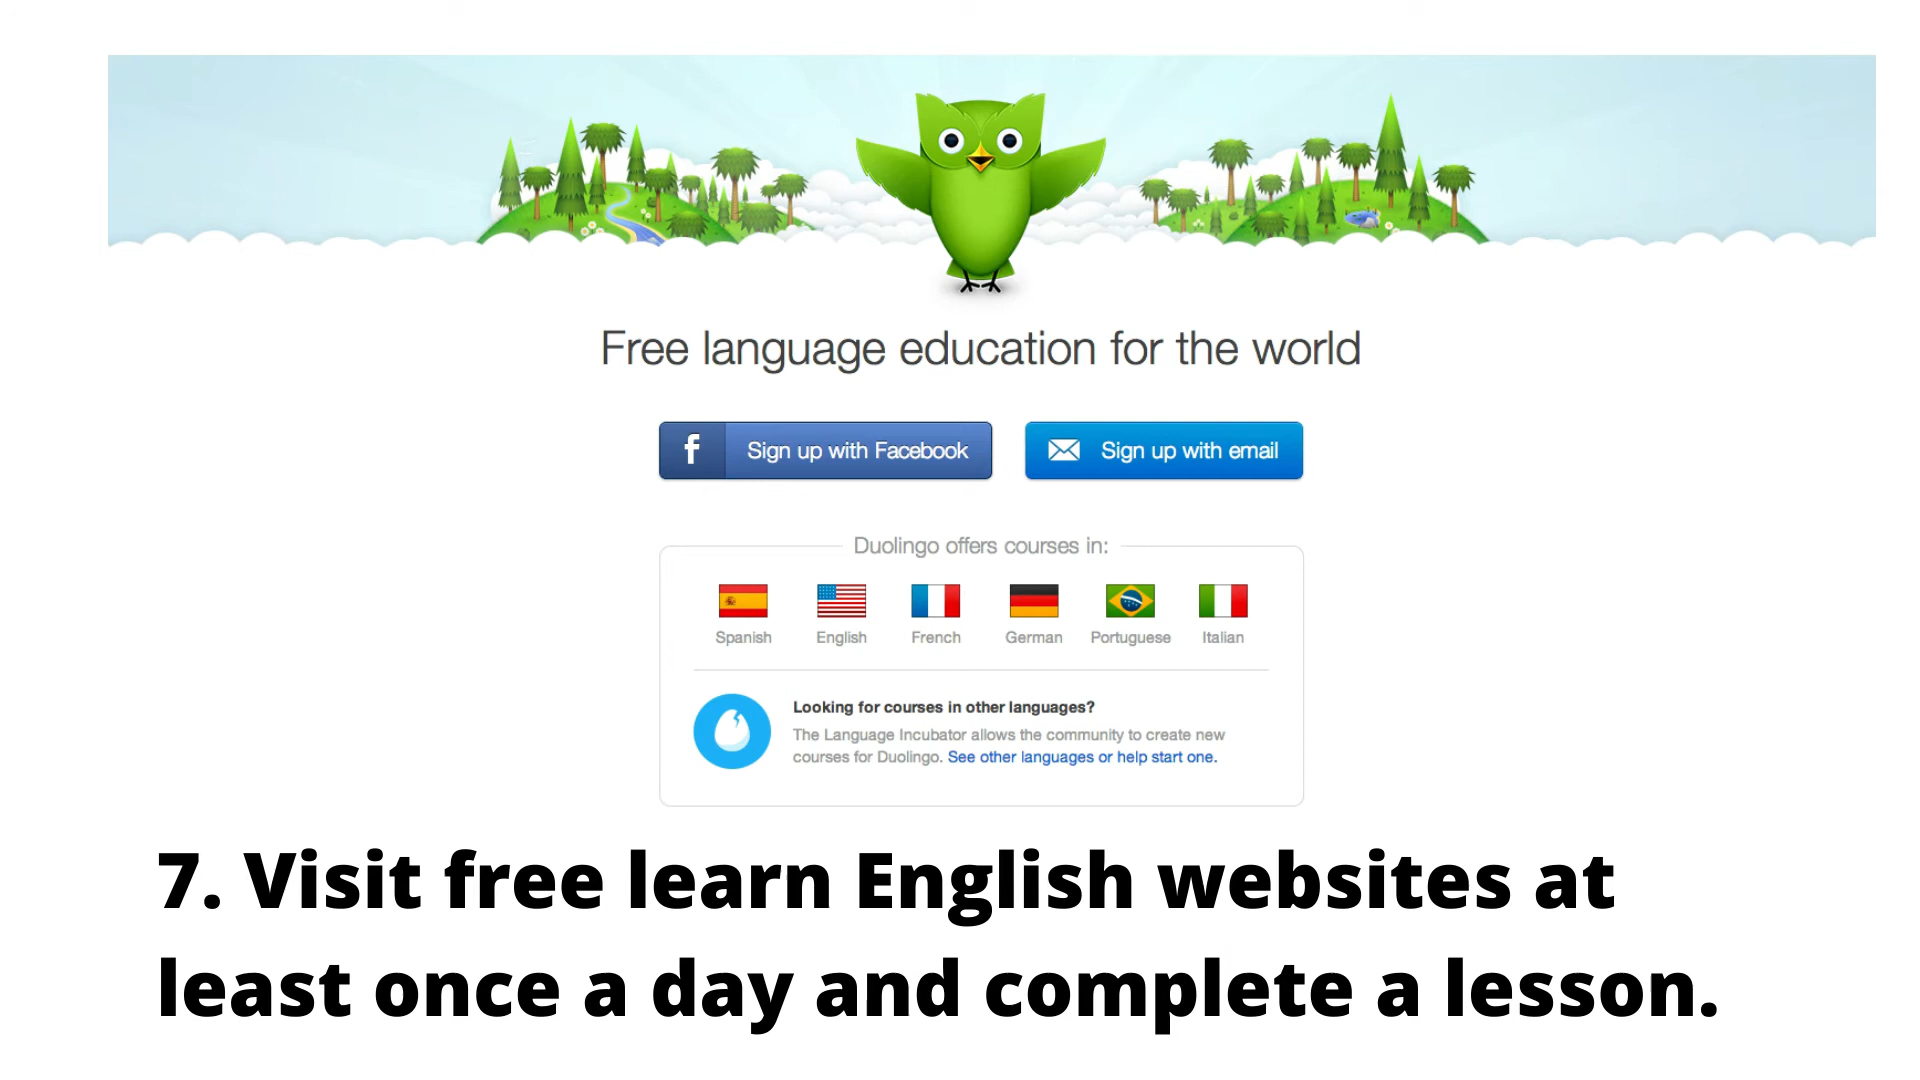 Free language education for the world
f Sign up with Facebook
Sign up with email
Duolingo offers courses in:
Spanish English French German Portuguese Italian
Looking for courses in other languages?
The Language Incubator allows the community to create new
courses for Duolingo. See other languages or help start one.
7. Visit free learn English websites at
least once a day and complete a lesson.